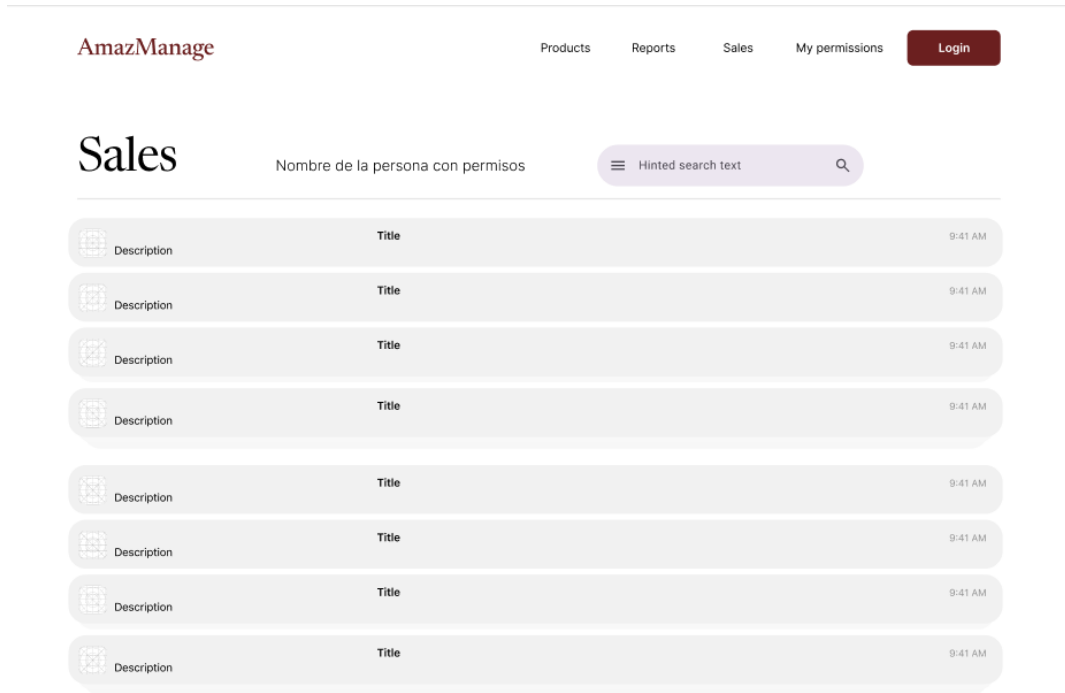 AmazManage Products Reports Sales My permissions Login
Sales Nombre de la persona con permisos Hinted search text
Title 9:41 AM
Description
Title 9:41 AM
Description
Title 9:41 AM
Description
Title 9:41 AM
Description
Title 9:41 AM
Description
Title 9:41 AM
Description
Title 9:41 AM
Description
Title 9:41 AM
Description